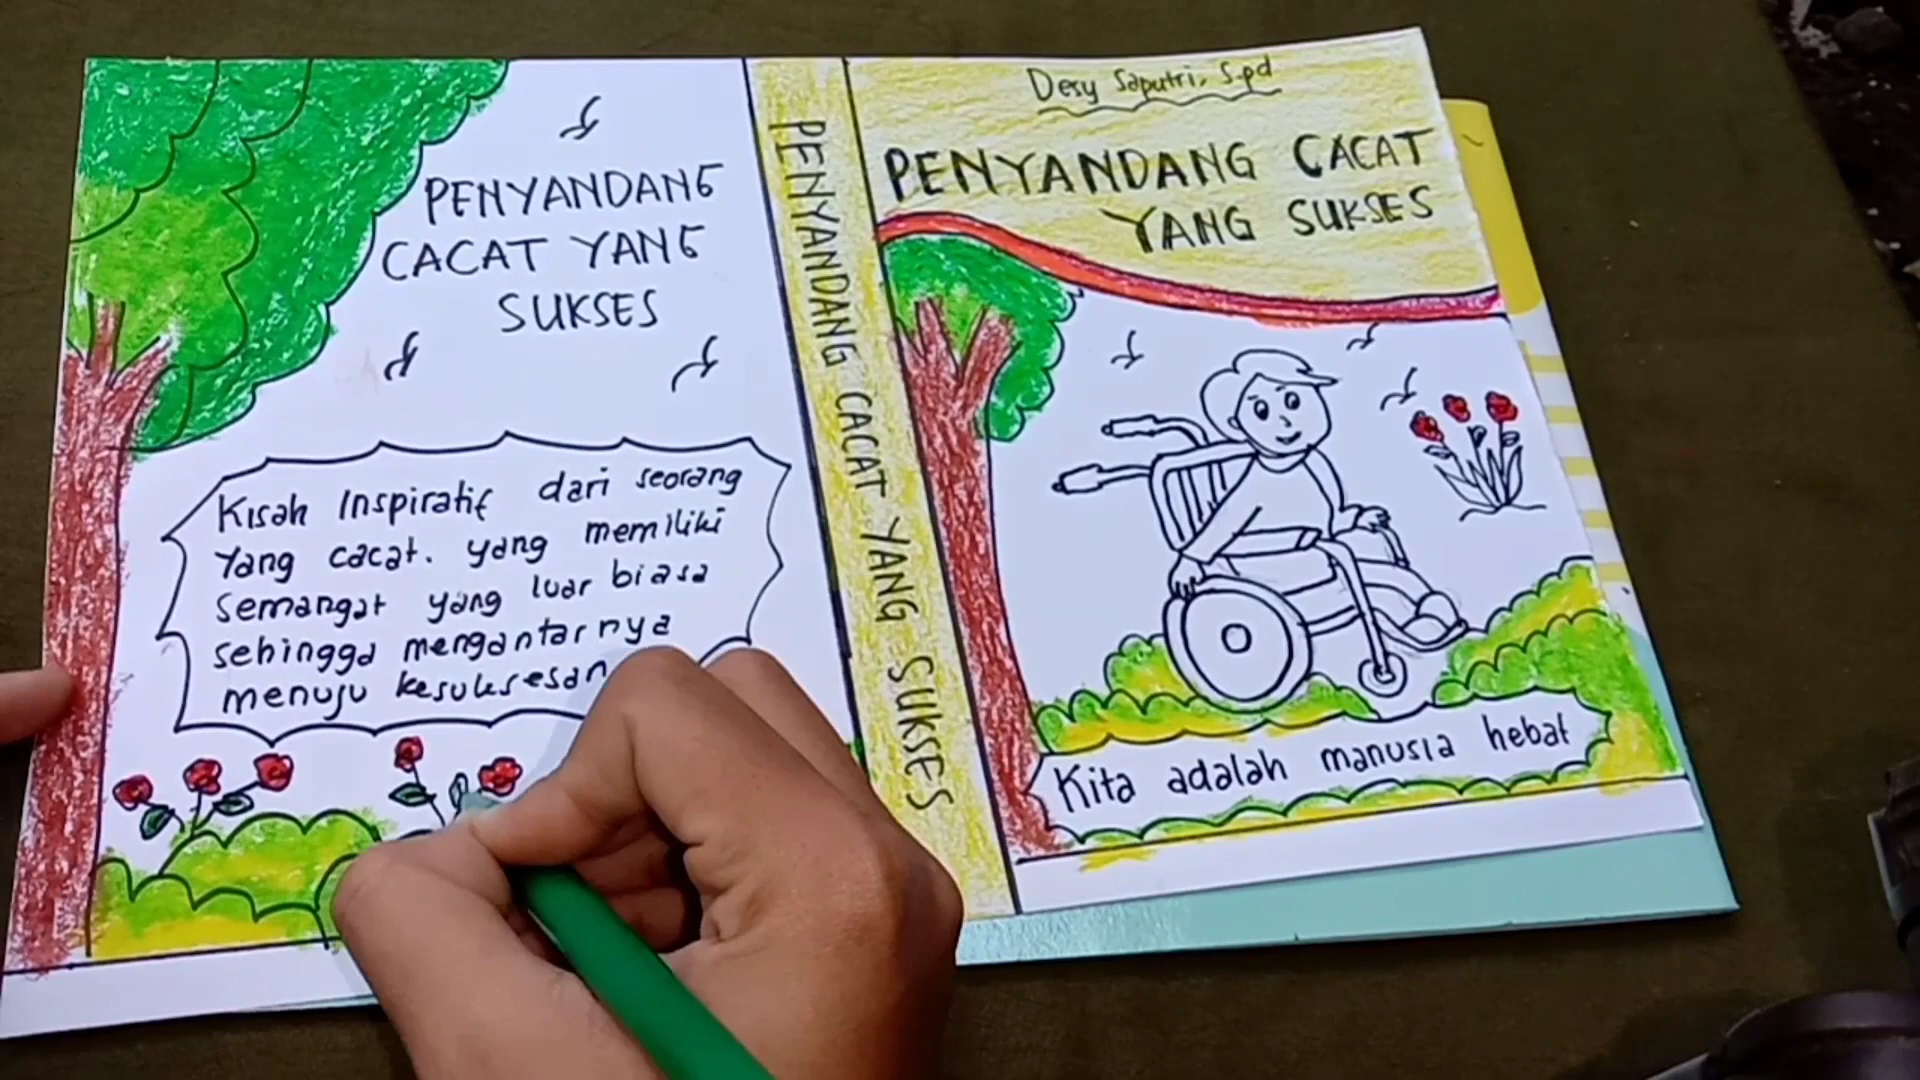 PENYANDANG
CACAT YANG
SUKSES
Kisah Inspiratif dari seorang
yang cacat. yang memiliki
semangat yang luar biasa
sehingga mengantarnya
menuju kesuksesan
PENYANDANG CACAT YANG SUKSES
Desy Saputri, S.pd
PENYANDANG CACAT
YANG SUKSES
Kita adalah manusia hebat